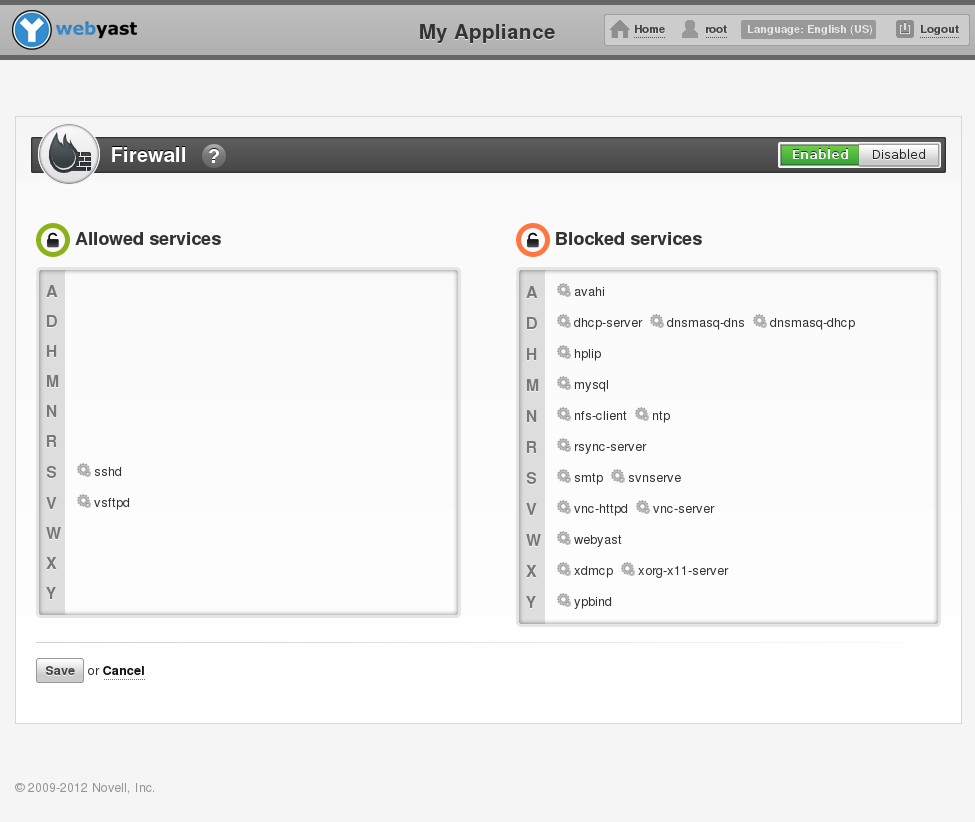 webyast
My Appliance
Home root Language: English (US) Logout
Firewall ?
Enabled Disabled
Allowed services
A
D
H
M
N
R
S sshd
V vsftpd
W
X
Y
Blocked services
A avahi
D dhcp-server dnsmasq-dns dnsmasq-dhcp
H hplip
M mysql
N nfs-client ntp
R rsync-server
S smtp svnserve
V vnc-httpd vnc-server
W webyast
X xdmcp xorg-x11-server
Y ypbind
Save or Cancel
© 2009-2012 Novell, Inc.